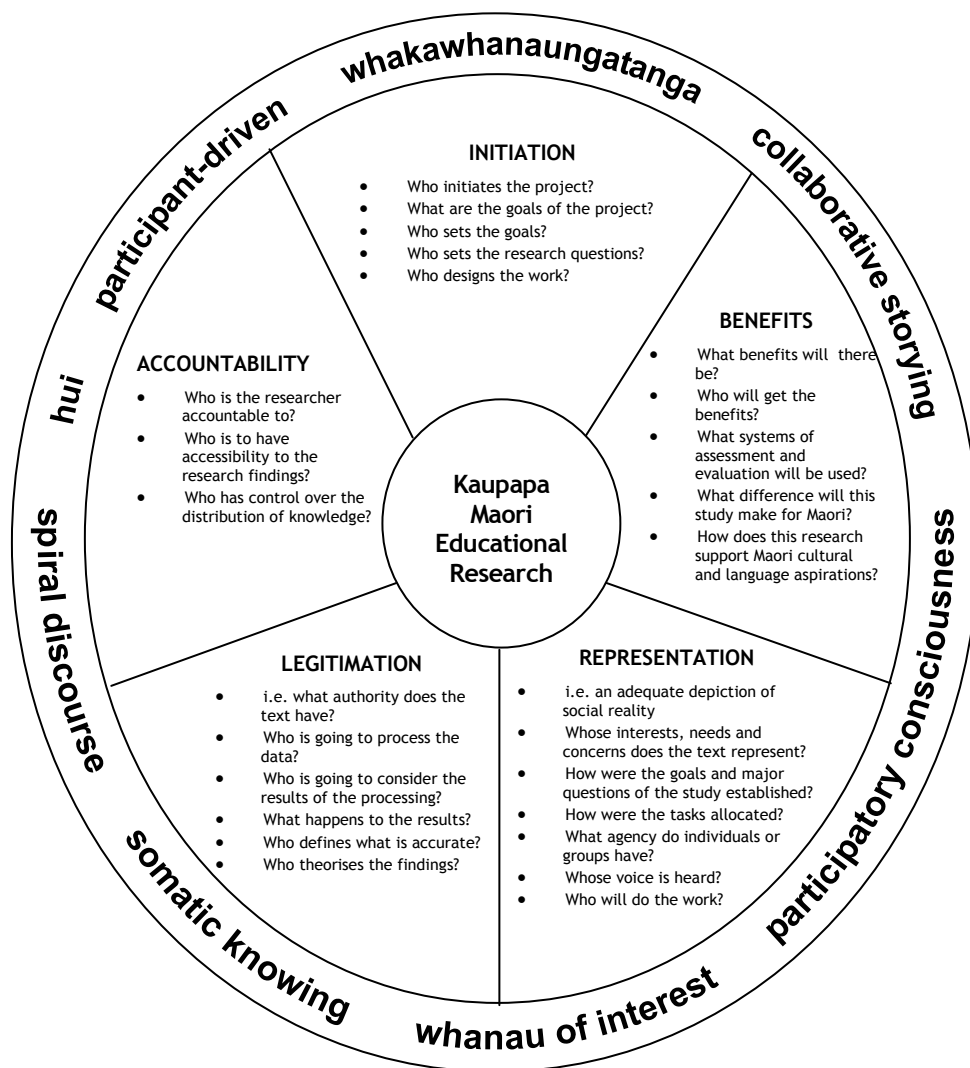 whakawhanaungatanga
collaborative storying
participatory consciousness
whanau of interest
somatic knowing
spiral discourse
hui
participant-driven
INITIATION
• Who initiates the project?
• What are the goals of the project?
• Who sets the goals?
• Who sets the research questions?
• Who designs the work?
BENEFITS
• What benefits will there
be?
• Who will get the
benefits?
• What systems of
assessment and
evaluation will be used?
• What difference will this
study make for Maori?
• How does this research
support Maori cultural
and language aspirations?
REPRESENTATION
• i.e. an adequate depiction of
social reality
• Whose interests, needs and
concerns does the text represent?
• How were the goals and major
questions of the study established?
• How were the tasks allocated?
• What agency do individuals or
groups have?
• Whose voice is heard?
• Who will do the work?
LEGITIMATION
• i.e. what authority does the
text have?
• Who is going to process the
data?
• Who is going to consider the
results of the processing?
• What happens to the results?
• Who defines what is accurate?
• Who theorises the findings?
ACCOUNTABILITY
• Who is the researcher
accountable to?
• Who is to have
accessibility to the
research findings?
• Who has control over the
distribution of knowledge?
Kaupapa
Maori
Educational
Research